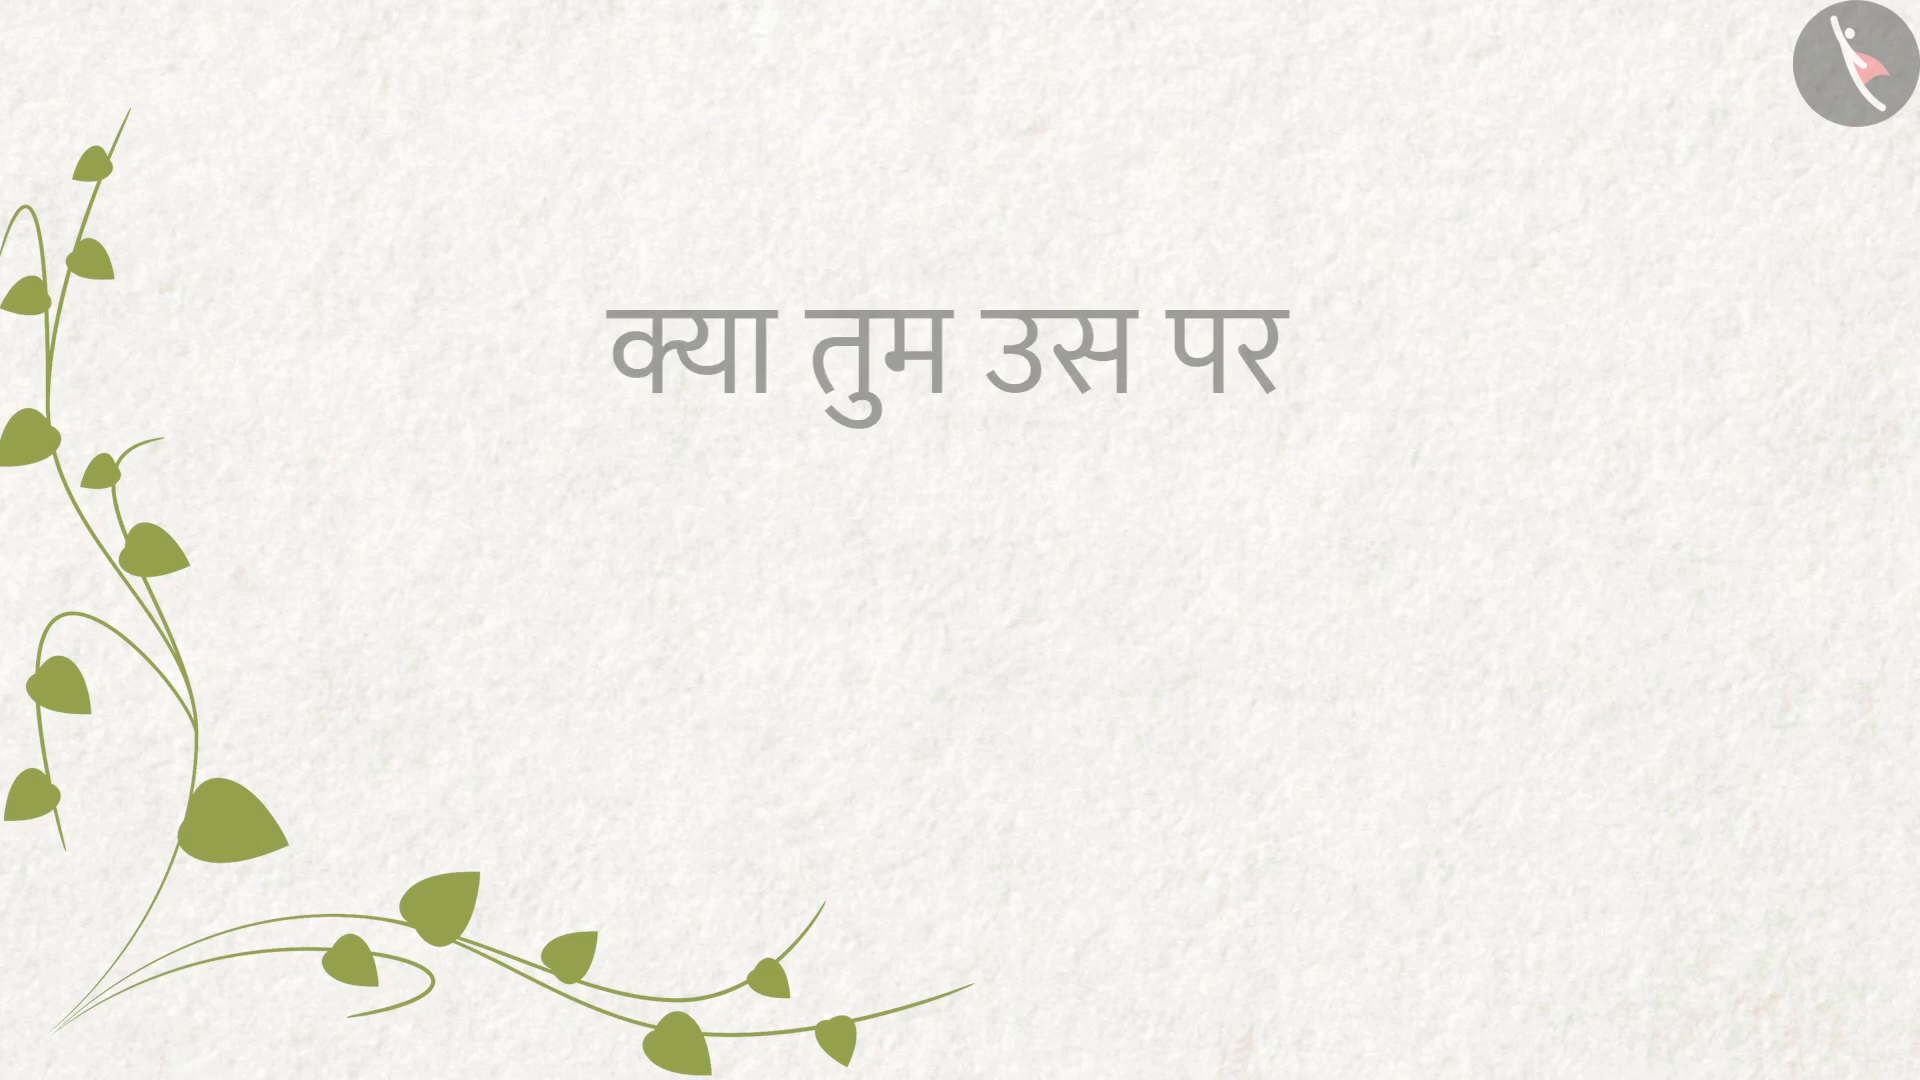 क्या तुम उस पर